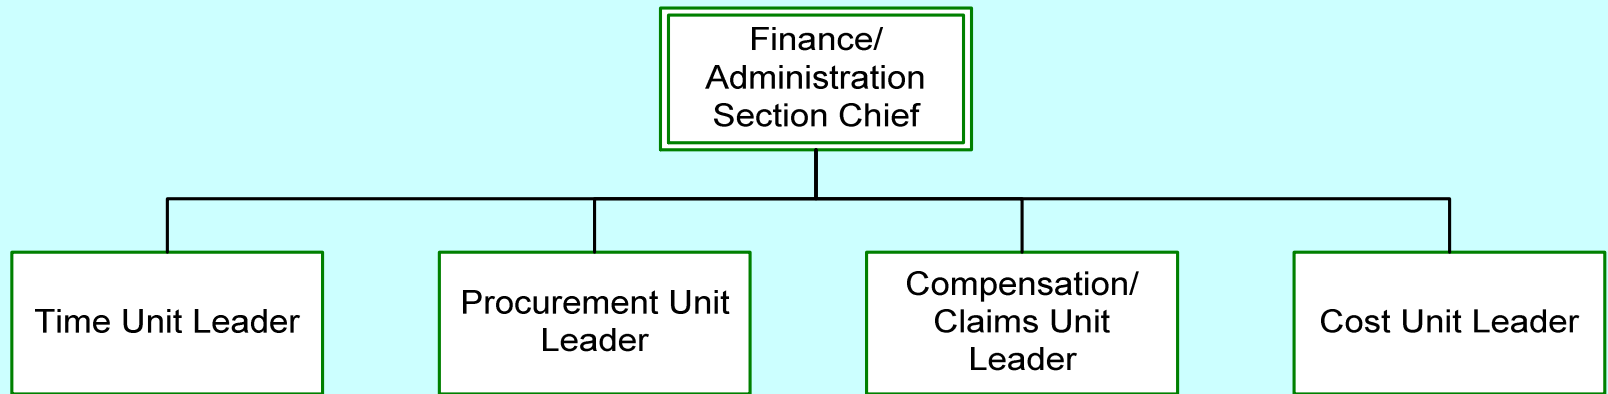 Finance/
Administration
Section Chief
Time Unit Leader
Procurement Unit
Leader
Compensation/
Claims Unit
Leader
Cost Unit Leader